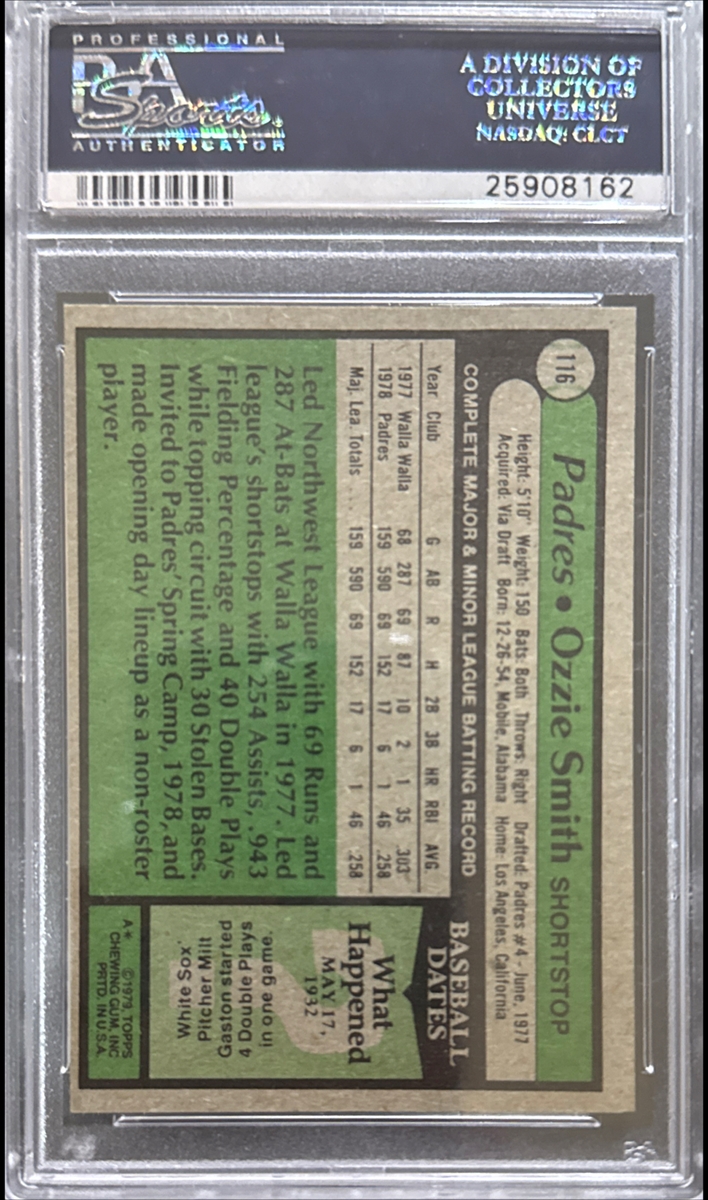 PROFESSIONAL
PSA
Sports
AUTHENTICATOR
A DIVISION OF
COLLECTORS
UNIVERSE
NASDAQ: CLCT
25908162
116
Padres • Ozzie Smith SHORTSTOP
Height: 5'10" Weight: 150 Bats: Both Throws: Right Drafted: Padres #4 - June, 1977
Acquired: Via Draft Born: 12-26-54, Mobile, Alabama Home: Los Angeles, California
COMPLETE MAJOR & MINOR LEAGUE BATTING RECORD
Year Club G AB R H 2B 3B HR RBI AVG.
1977 Walla Walla 68 287 69 87 10 2 1 35 .303
1978 Padres 159 590 69 152 17 6 1 46 .258
Maj. Lea. Totals ... 159 590 69 152 17 6 1 46 .258
Led Northwest League with 69 Runs and
287 At-Bats at Walla Walla in 1977. Led
league's shortstops with 254 Assists, .943
Fielding Percentage and 40 Double Plays
while topping circuit with 30 Stolen Bases.
Invited to Padres' Spring Camp, 1978, and
made opening day lineup as a non-roster
player.
BASEBALL
DATES
What
Happened
MAY 17,
1932
4 Double Plays
in one game.
Gaston started
Pitcher Milt
White Sox.
A* © 1979 TOPPS
CHEWING GUM, INC
PRTD. IN U.S.A.